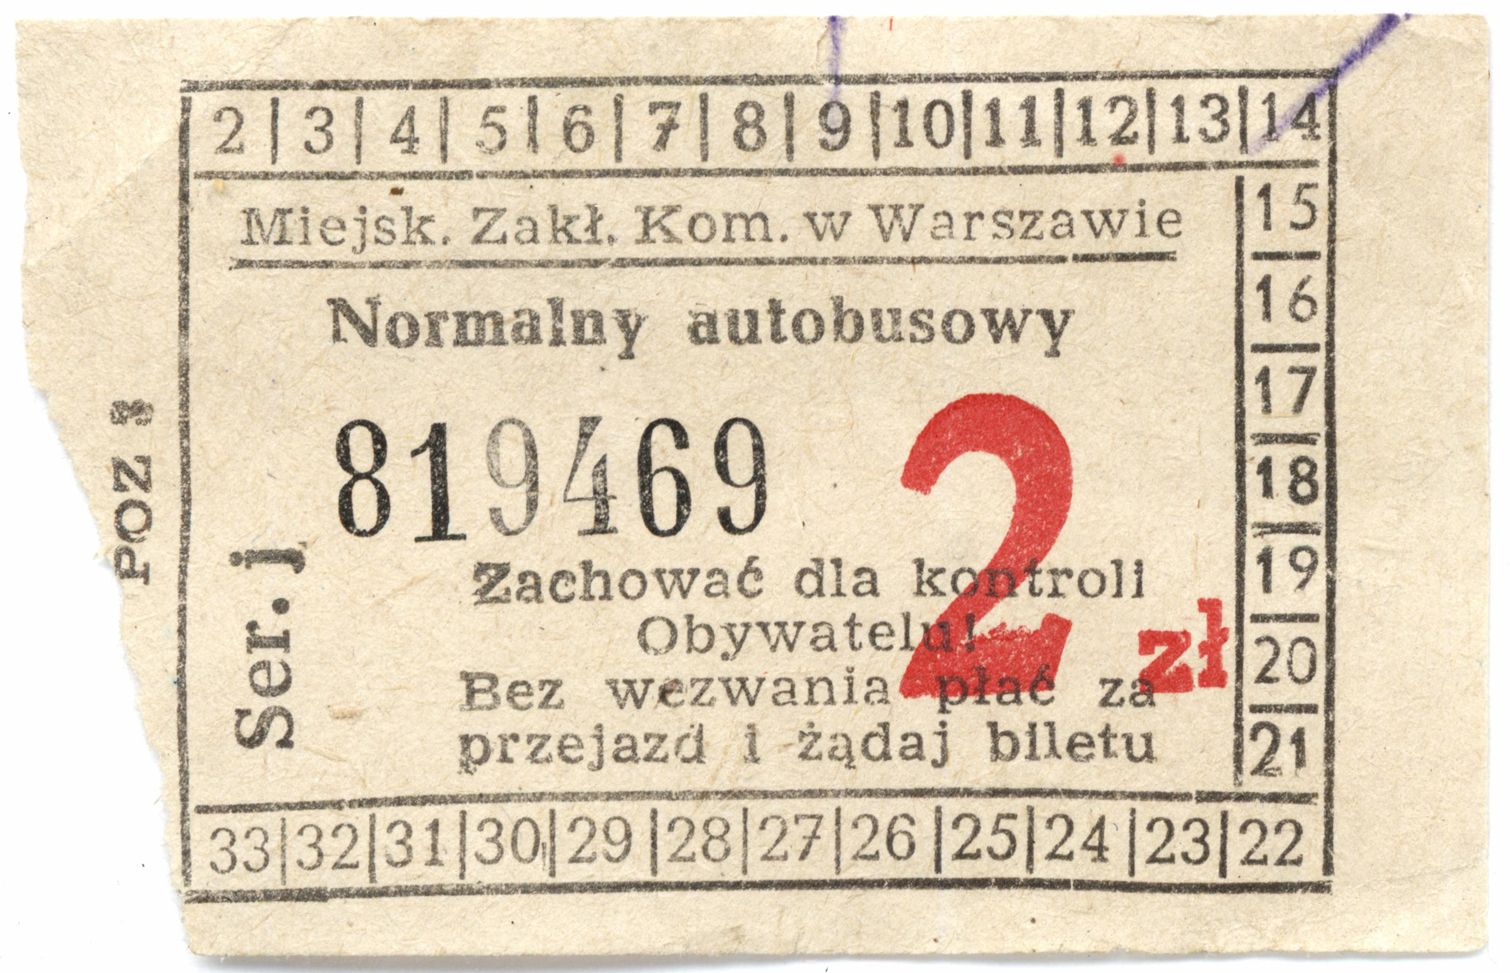 2 3 4 5 6 7 8 9 10 11 12 13 14
Miejsk. Zakł. Kom. w Warszawie
15
16
17
18
19
20
21
Normalny autobusowy
819469
2 zł
Zachować dla kontroli
Obywatelu!
Bez wezwania płać za
przejazd i żądaj biletu
Ser. j
POZ 3
33 32 31 30 29 28 27 26 25 24 23 22